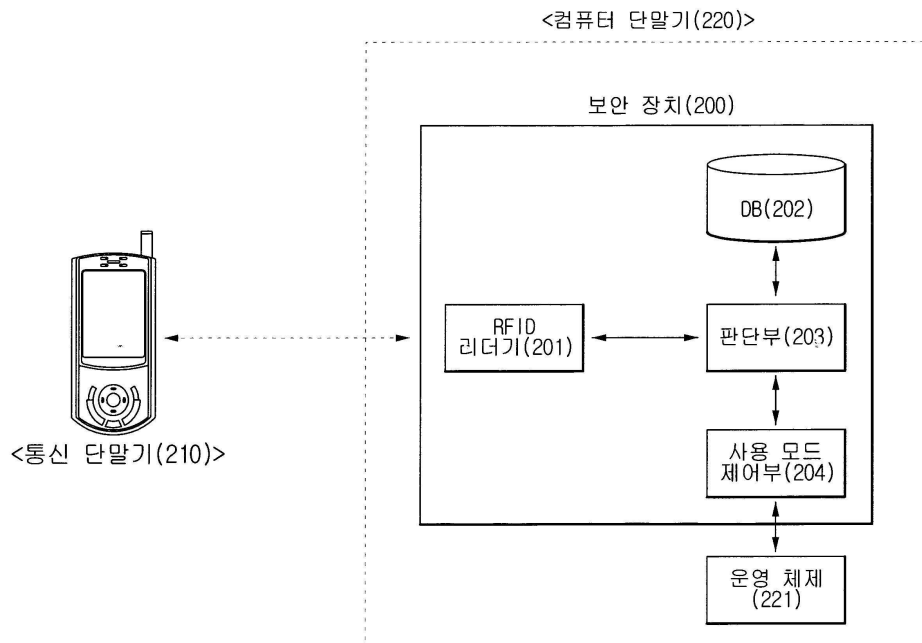 <컴퓨터 단말기(220)>
보안 장치(200)
DB(202)
RFID
리더기(201)
판단부(203)
<통신 단말기(210)>
사용 모드
제어부(204)
운영 체제
(221)